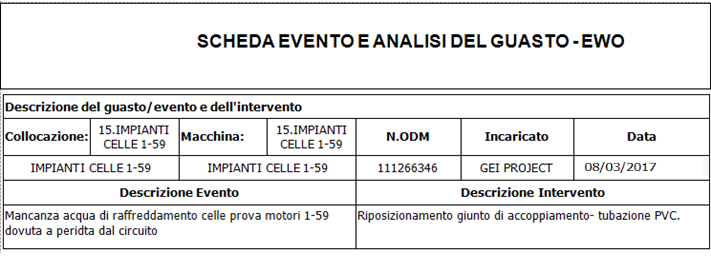 SCHEDA EVENTO E ANALISI DEL GUASTO - EWO
Descrizione del guasto/evento e dell'intervento
Collocazione: 15.IMPIANTI CELLE 1-59 Macchina: 15.IMPIANTI CELLE 1-59 N.ODM Incaricato Data
IMPIANTI CELLE 1-59 IMPIANTI CELLE 1-59 111266346 GEI PROJECT 08/03/2017
Descrizione Evento Descrizione Intervento
Mancanza acqua di raffreddamento celle prova motori 1-59
dovuta a peridta dal circuito
Riposizionamento giunto di accoppiamento- tubazione PVC.